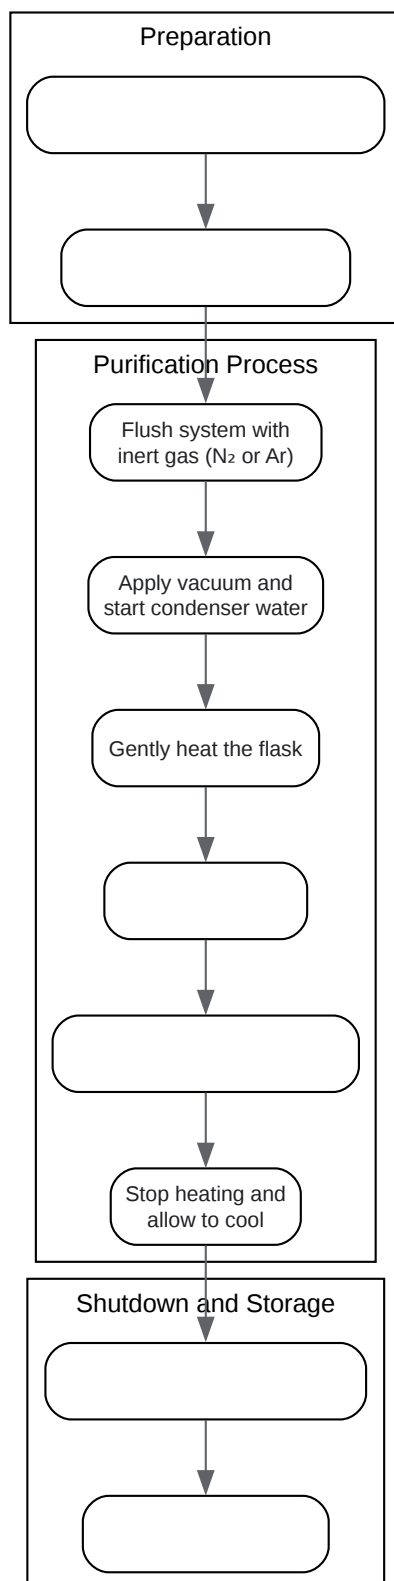 Preparation
Purification Process
Flush system with
inert gas (N₂ or Ar)
Apply vacuum and
start condenser water
Gently heat the flask
Stop heating and
allow to cool
Shutdown and Storage